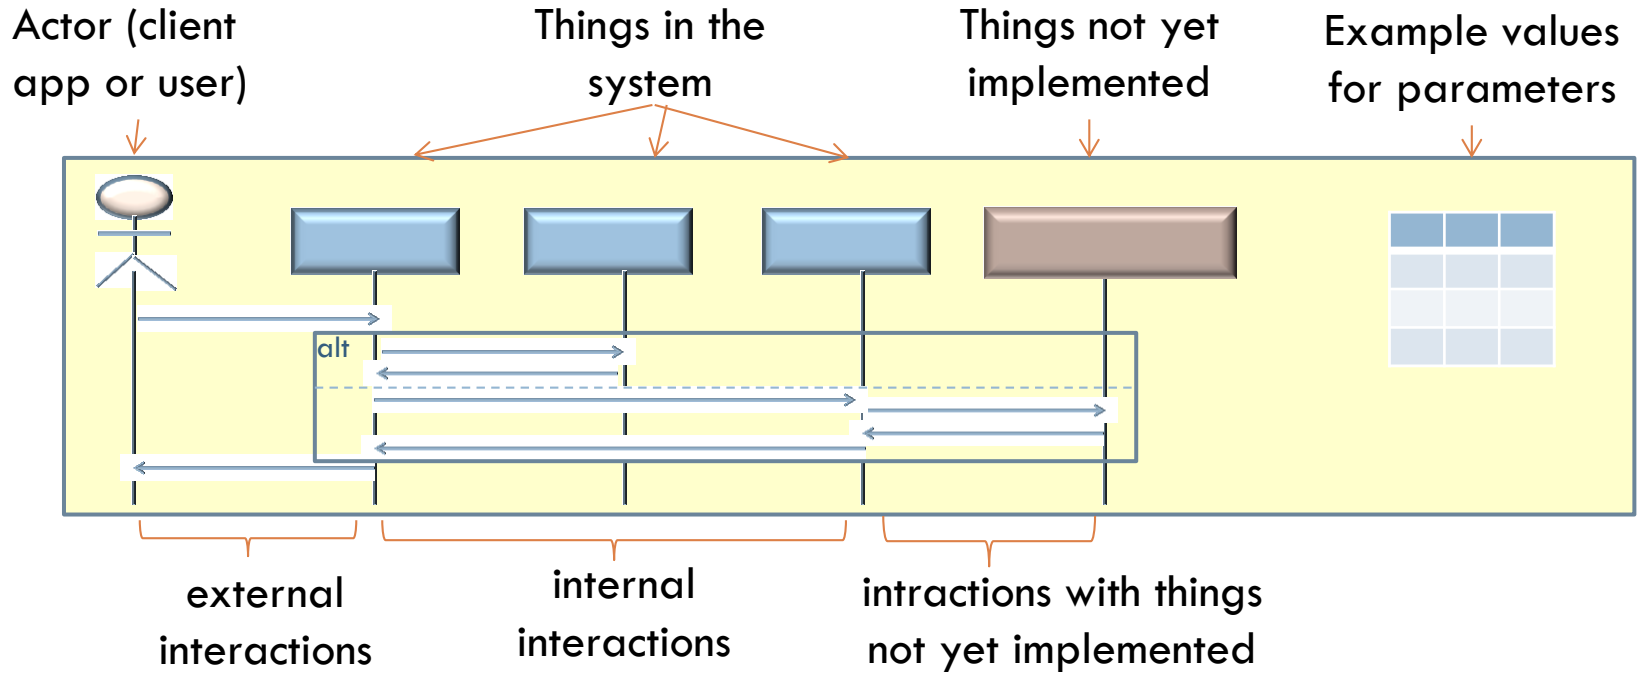 Actor (client
app or user)
Things in the
system
Things not yet
implemented
Example values
for parameters
alt
external
interactions
internal
interactions
intractions with things
not yet implemented